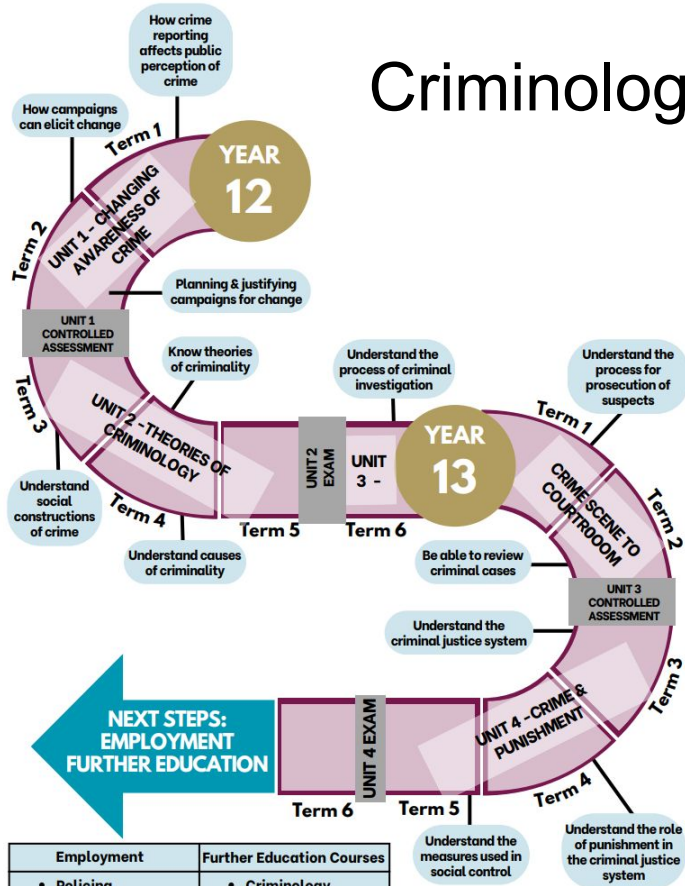 Criminolog
How crime
reporting
affects public
perception of
crime
How campaigns
can elicit change
Term 1
YEAR
12
Term 2
UNIT 1 - CHANGING
AWARENESS OF
CRIME
Planning & justifying
campaigns for change
UNIT 1
CONTROLLED
ASSESSMENT
Know theories
of criminality
Term 3
UNIT 2 -THEORIES OF
CRIMINOLOGY
Understand
social
constructions
of crime
Term 4
Understand causes
of criminality
Term 5
UNIT 2
EXAM
Understand the
process of criminal
investigation
UNIT
3 -
Term 6
YEAR
13
Term 1
Understand the
process for
prosecution of
suspects
CRIME SCENE TO
COURTROOOM
Term 2
Be able to review
criminal cases
UNIT 3
CONTROLLED
ASSESSMENT
Understand the
criminal justice system
Term 3
UNIT 4 -CRIME &
PUNISHMENT
Term 4
Understand the role
of punishment in
the criminal justice
system
Understand the
measures used in
social control
Term 5
UNIT 4 EXAM
Term 6
NEXT STEPS:
EMPLOYMENT
FURTHER EDUCATION
Employment
Further Education Courses
• Policing
• Criminology